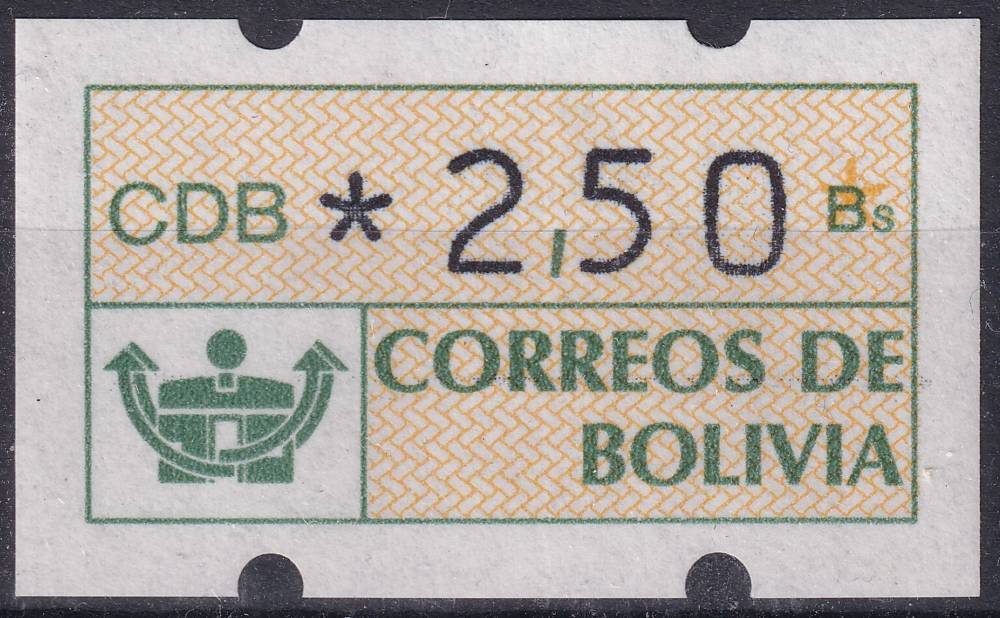 CDB * 2,50 Bs
CORREOS DE
BOLIVIA